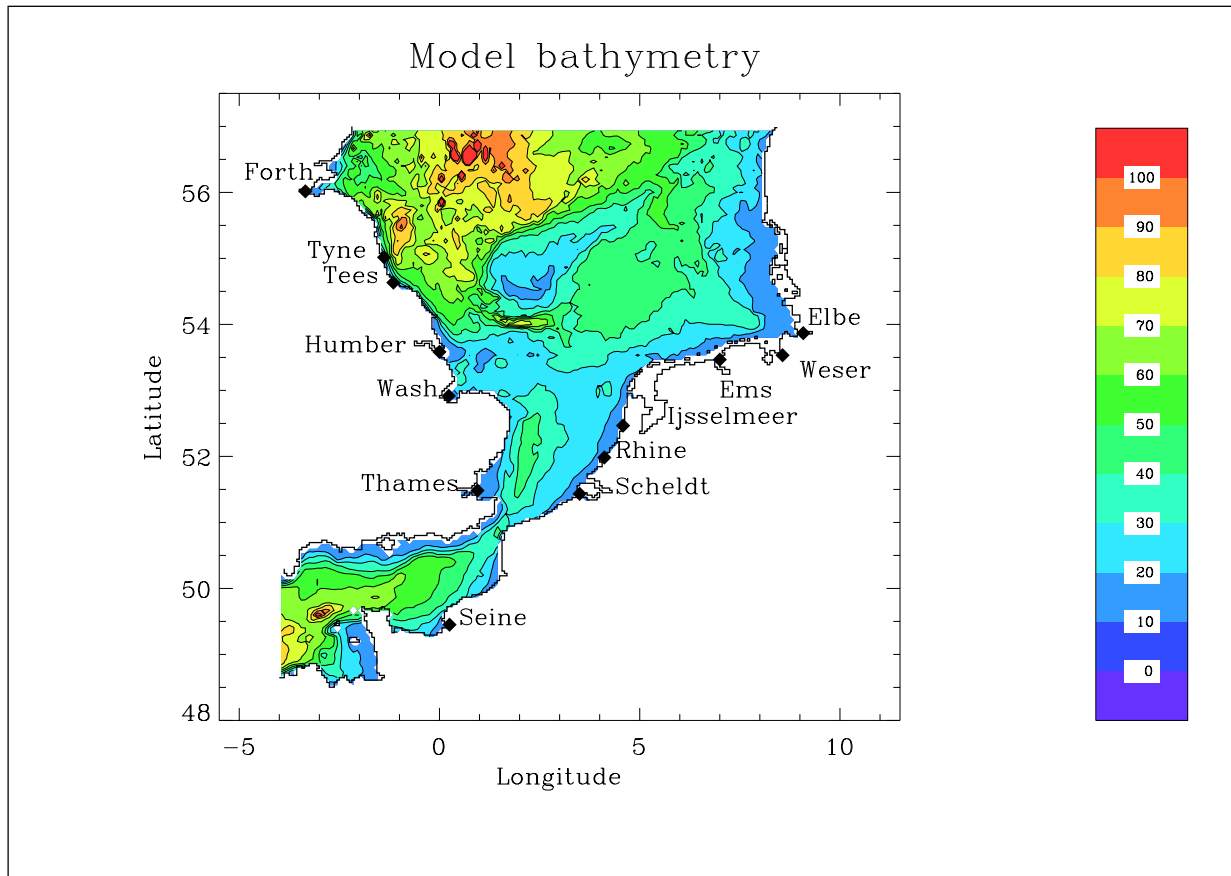 Model bathymetry
Forth
Tyne
Tees
Humber
Wash
Thames
Seine
Elbe
Weser
Ems
Ijsselmeer
Rhine
Scheldt
Latitude
56
54
52
50
48
−5
0
5
10
Longitude
100
90
80
70
60
50
40
30
20
10
0